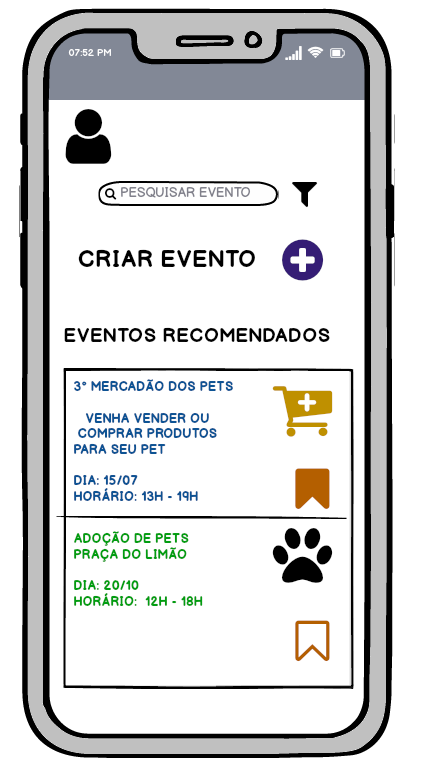 07:52 PM
PESQUISAR EVENTO
CRIAR EVENTO
EVENTOS RECOMENDADOS
3° MERCADÃO DOS PETS
VENHA VENDER OU
COMPRAR PRODUTOS
PARA SEU PET
DIA: 15/07
HORÁRIO: 13H - 19H
ADOÇÃO DE PETS
PRAÇA DO LIMÃO
DIA: 20/10
HORÁRIO: 12H - 18H